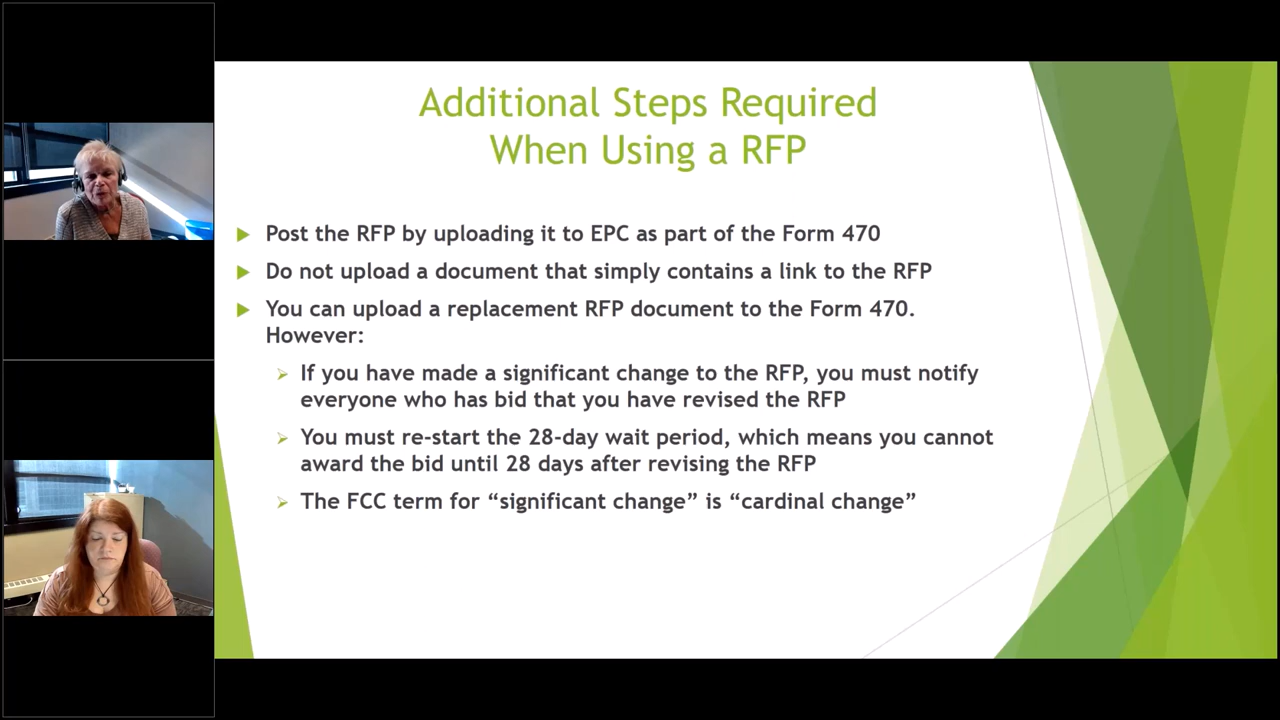 Additional Steps Required
When Using a RFP
Post the RFP by uploading it to EPC as part of the Form 470
Do not upload a document that simply contains a link to the RFP
You can upload a replacement RFP document to the Form 470.
However:
If you have made a significant change to the RFP, you must notify
everyone who has bid that you have revised the RFP
You must re-start the 28-day wait period, which means you cannot
award the bid until 28 days after revising the RFP
The FCC term for “significant change” is “cardinal change”